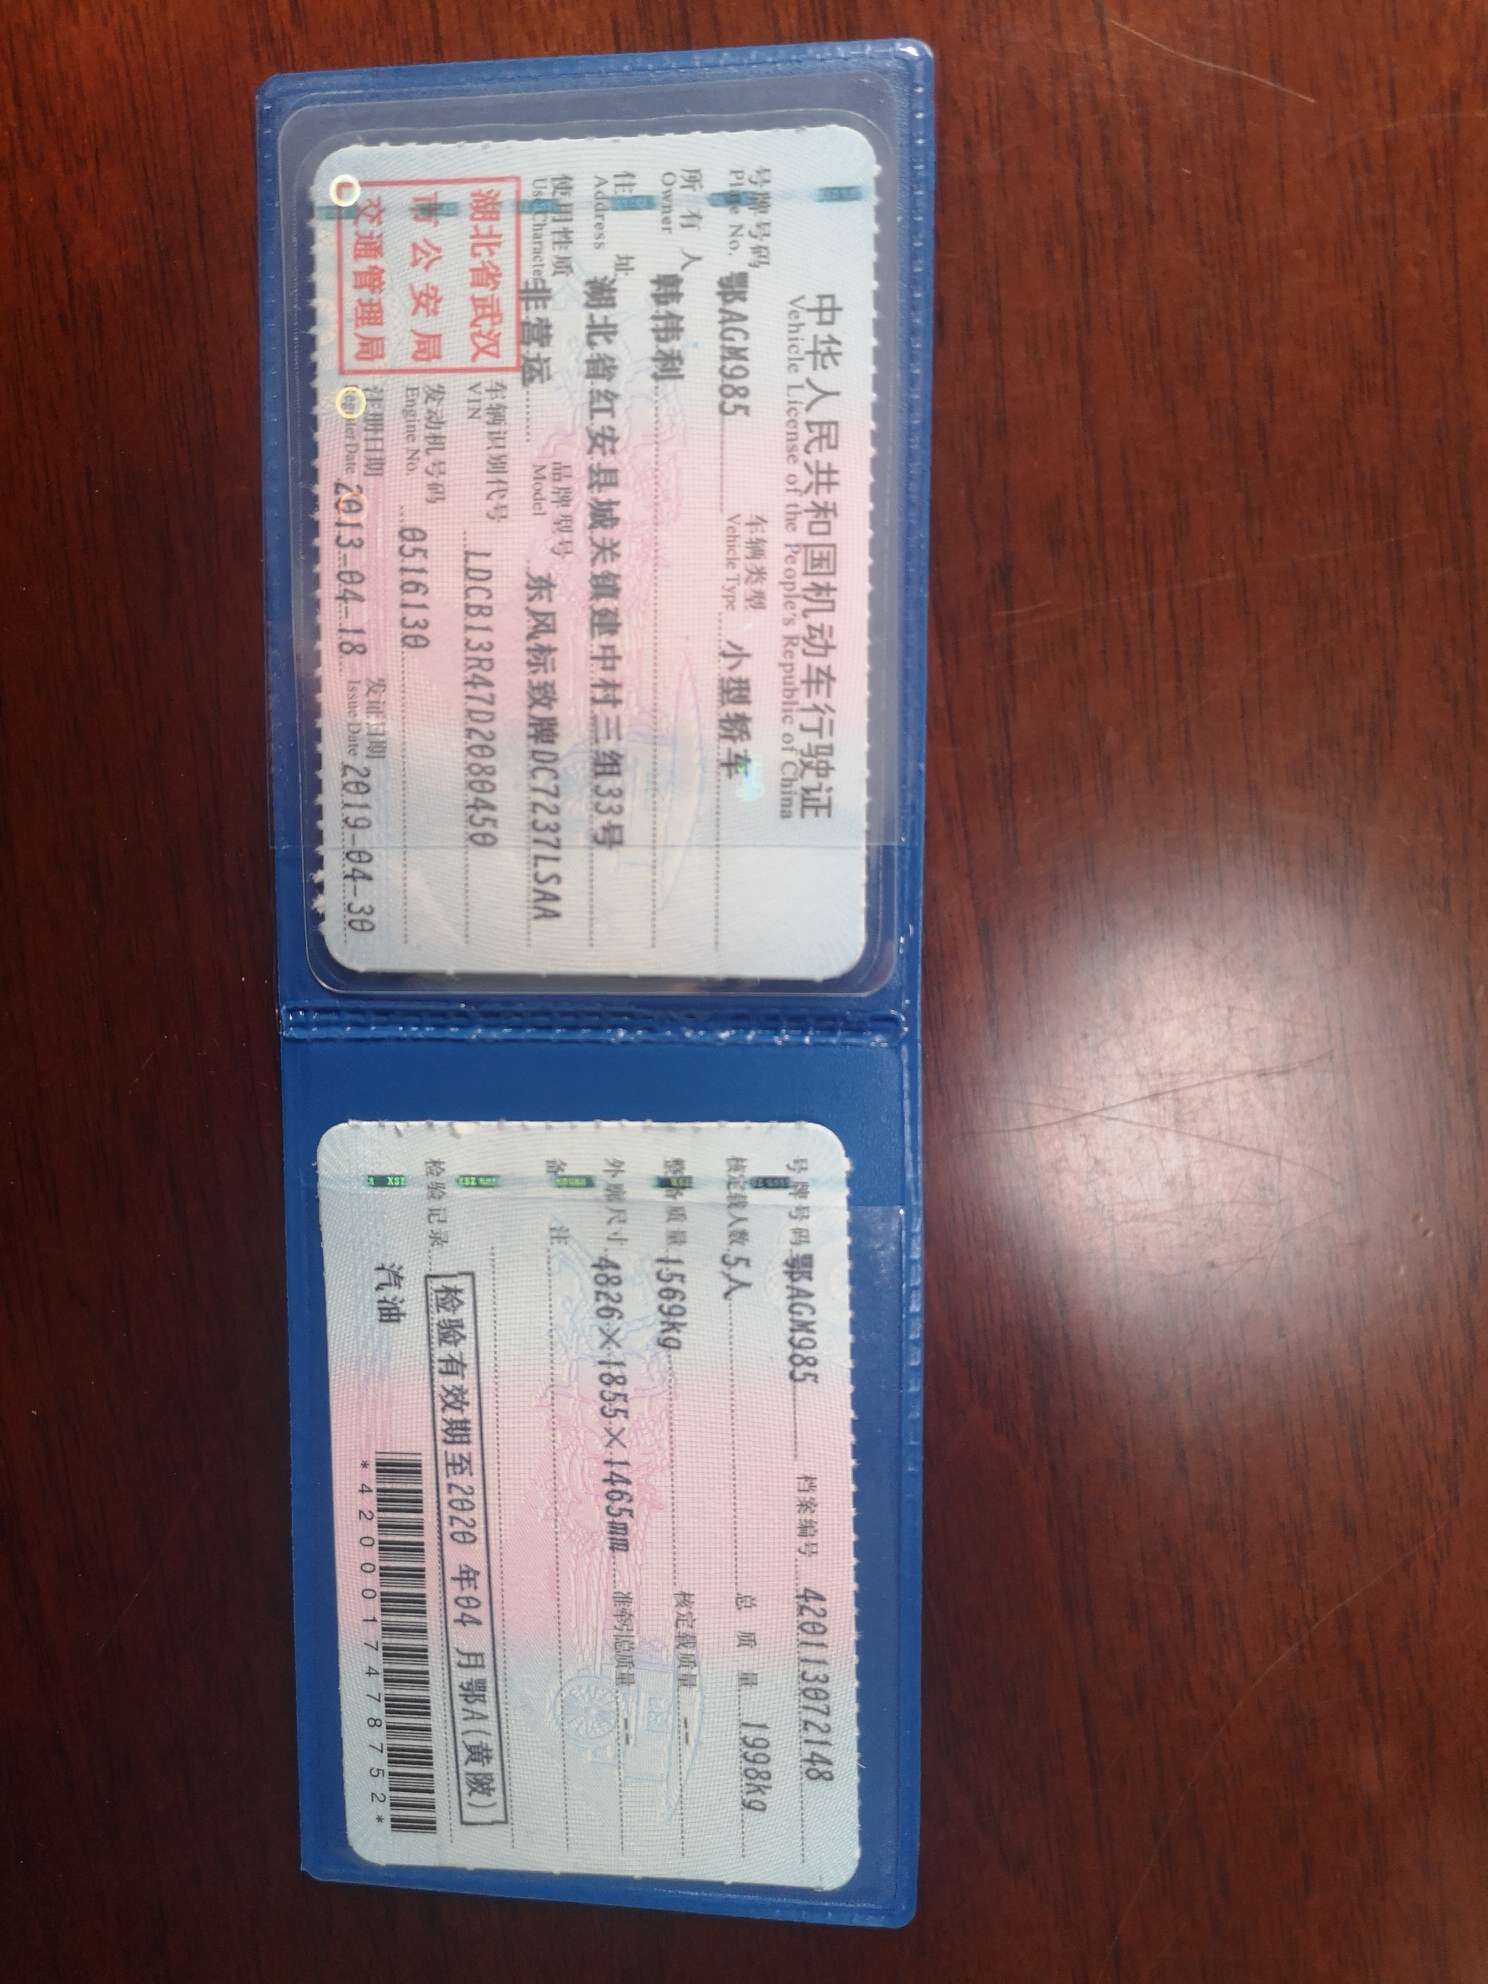 中华人民共和国机动车行驶证
Vehicle License of the People's Republic of China
号牌号码 鄂AGM985 车辆类型 小型轿车
Plate No. Vehicle Type
所有人 韩伟利
Owner
住址 湖北省红安县城关镇建中村三组33号
Address
使用性质 非营运 品牌型号 东风标致牌DC7237LSAA
Use Character Model
湖北省武汉
市公安局
交通管理局
车辆识别代号 LDCB13R47D2080450
VIN
发动机号码 0516130
Engine No.
注册日期 2013-04-18 发证日期 2019-04-30
Register Date Issue Date
号牌号码 鄂AGM985 档案编号 420113072148
核定载人数 5人 总质量 1998kg
整备质量 1569kg 核定载质量 --
外廓尺寸 4826×1855×1465mm 准牵引总质量 --
备注
检验记录 检验有效期至2020 年04 月鄂A(黄陂)
汽油
*4200017478752*